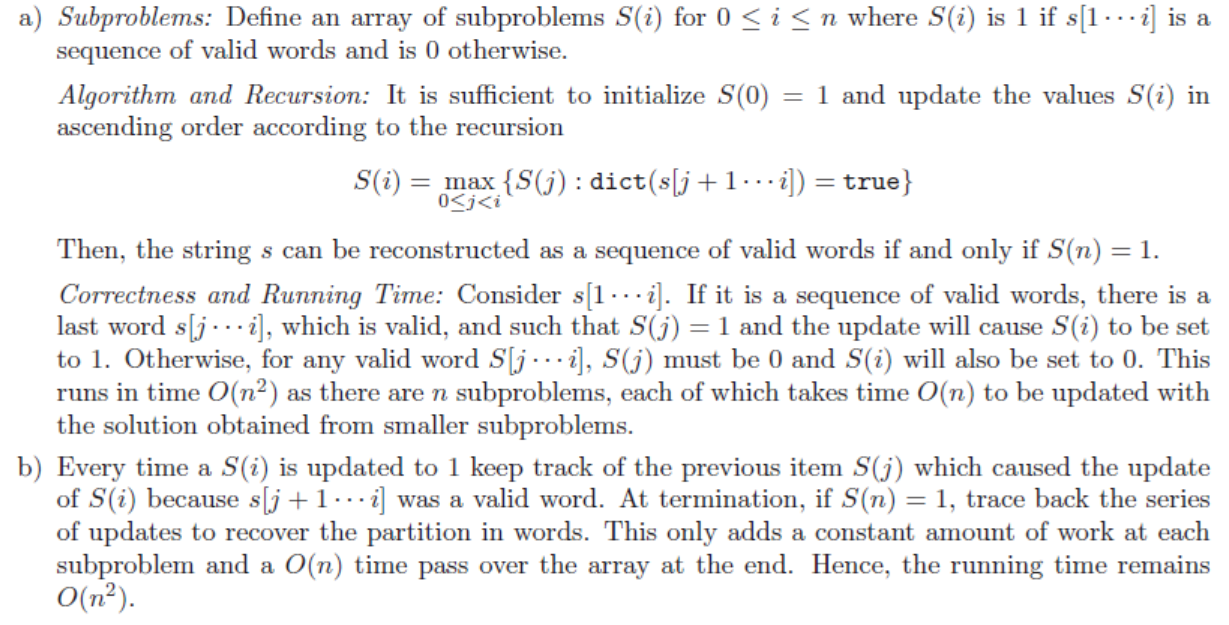 a) Subproblems: Define an array of subproblems S(i) for 0 ≤ i ≤ n where S(i) is 1 if s[1 · · · i] is a
sequence of valid words and is 0 otherwise.
Algorithm and Recursion: It is sufficient to initialize S(0) = 1 and update the values S(i) in
ascending order according to the recursion
S(i) = max {S(j) : dict(s[j + 1 · · · i]) = true}
0≤j<i
Then, the string s can be reconstructed as a sequence of valid words if and only if S(n) = 1.
Correctness and Running Time: Consider s[1 · · · i]. If it is a sequence of valid words, there is a
last word s[j · · · i], which is valid, and such that S(j) = 1 and the update will cause S(i) to be set
to 1. Otherwise, for any valid word S[j · · · i], S(j) must be 0 and S(i) will also be set to 0. This
runs in time O(n²) as there are n subproblems, each of which takes time O(n) to be updated with
the solution obtained from smaller subproblems.
b) Every time a S(i) is updated to 1 keep track of the previous item S(j) which caused the update
of S(i) because s[j + 1 · · · i] was a valid word. At termination, if S(n) = 1, trace back the series
of updates to recover the partition in words. This only adds a constant amount of work at each
subproblem and a O(n) time pass over the array at the end. Hence, the running time remains
O(n²).